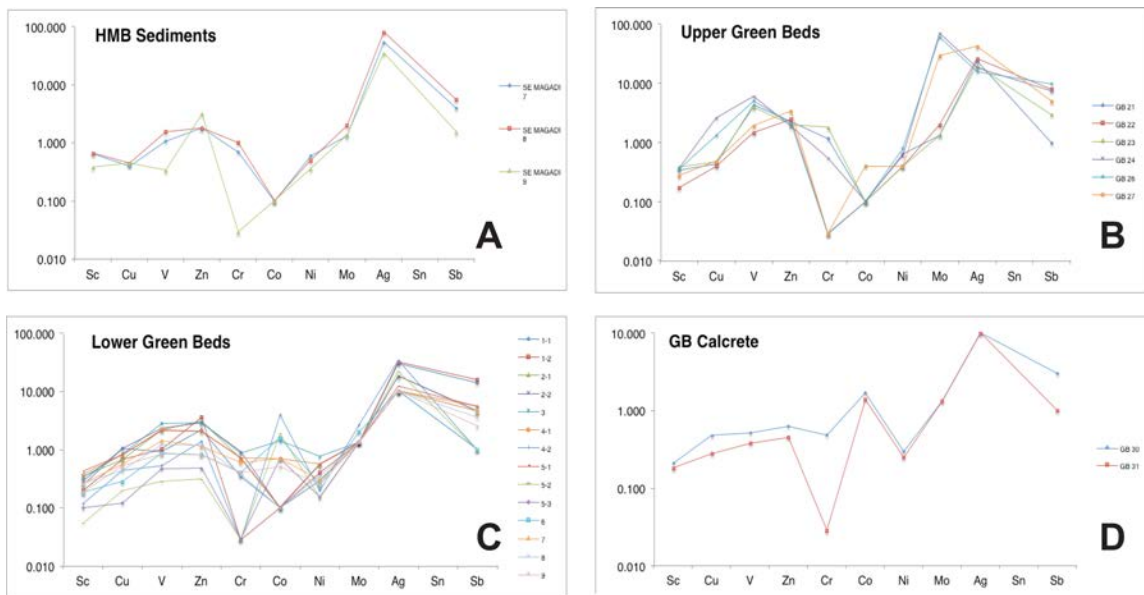 HMB Sediments
100.000
10.000
1.000
0.100
0.010
Sc Cu V Zn Cr Co Ni Mo Ag Sn Sb
SE MAGADI 7
SE MAGADI 8
SE MAGADI 9
A
Upper Green Beds
100.000
10.000
1.000
0.100
0.010
Sc Cu V Zn Cr Co Ni Mo Ag Sn Sb
GB 21
GB 22
GB 23
GB 24
GB 26
GB 27
B
Lower Green Beds
100.000
10.000
1.000
0.100
0.010
Sc Cu V Zn Cr Co Ni Mo Ag Sn Sb
1-1
1-2
2-1
2-2
3
4-1
4-2
5-1
5-2
5-3
6
7
8
9
C
GB Calcrete
10.000
1.000
0.100
0.010
Sc Cu V Zn Cr Co Ni Mo Ag Sn Sb
GB 30
GB 31
D